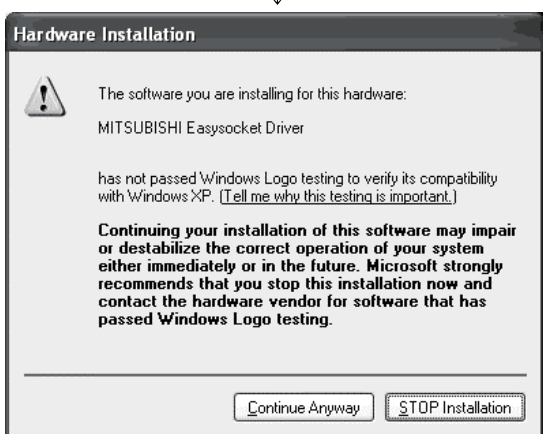 Hardware Installation
The software you are installing for this hardware:
MITSUBISHI Easysocket Driver
has not passed Windows Logo testing to verify its compatibility
with Windows XP. (Tell me why this testing is important.)
Continuing your installation of this software may impair
or destabilize the correct operation of your system
either immediately or in the future. Microsoft strongly
recommends that you stop this installation now and
contact the hardware vendor for software that has
passed Windows Logo testing.
Continue Anyway
STOP Installation